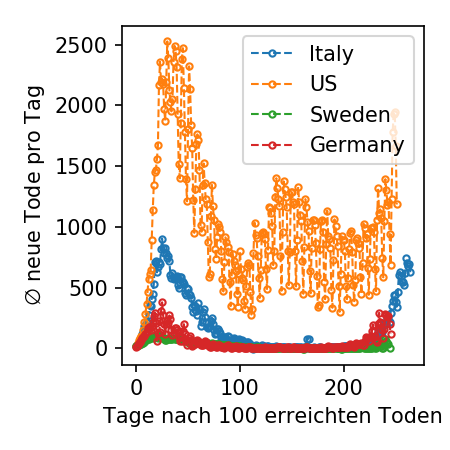 Italy
US
Sweden
Germany
∅ neue Tode pro Tag
2500
2000
1500
1000
500
0
0
100
200
Tage nach 100 erreichten Toden